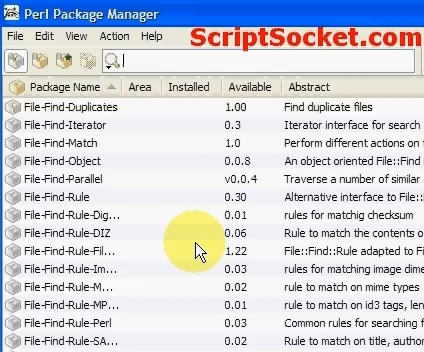 Perl Package Manager
ScriptSocket.com
File Edit View Action Help
Package Name Area Installed Available Abstract
File-Find-Duplicates 1.00 Find duplicate files
File-Find-Iterator 0.3 Iterator interface for search
File-Find-Match 1.0 Perform different actions on
File-Find-Object 0.0.8 An object oriented File::Find
File-Find-Parallel v0.0.4 Traverse a number of similar
File-Find-Rule 0.30 Alternative interface to File::
File-Find-Rule-Dig... 0.01 rules for matchig checksum
File-Find-Rule-DIZ 0.06 Rule to match the contents o
File-Find-Rule-Fil... 1.22 File::Find::Rule adapted to F
File-Find-Rule-Im... 0.03 rules for matching image dime
File-Find-Rule-M... 0.02 rule to match on mime types
File-Find-Rule-MP... 0.01 rule to match on id3 tags, len
File-Find-Rule-Perl 0.03 Common rules for searching f
File-Find-Rule-SA... 0.02 Rule to match on title, author